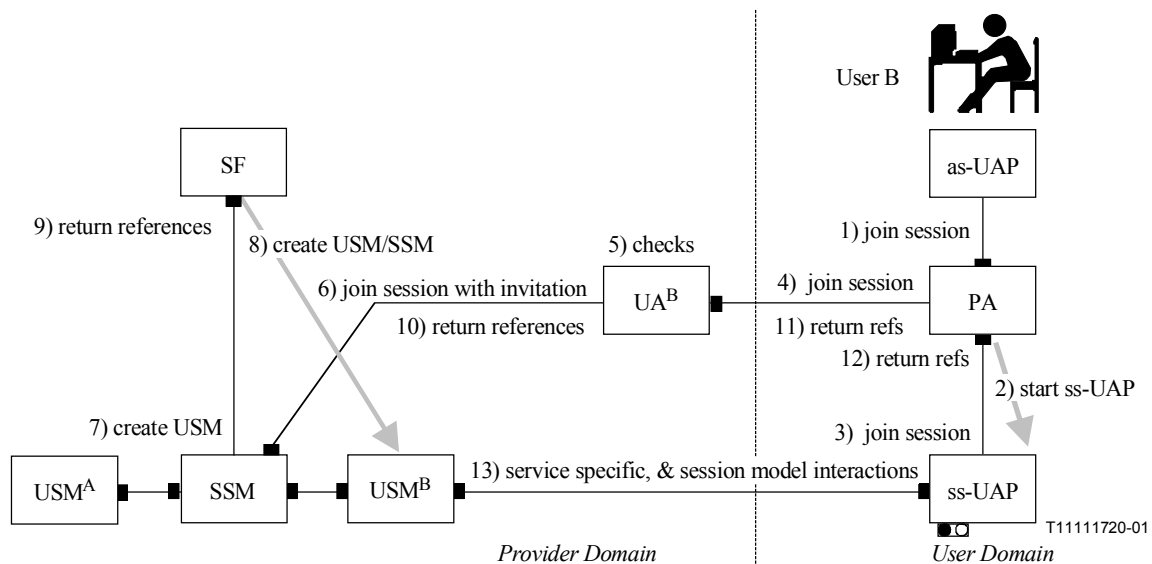 User B
SF
as-UAP
9) return references
8) create USM/SSM
5) checks
1) join session
6) join session with invitation
UA^B
4) join session
PA
10) return references
11) return refs
12) return refs
2) start ss-UAP
7) create USM
3) join session
USM^A
SSM
USM^B
13) service specific, & session model interactions
ss-UAP
T11111720-01
Provider Domain
User Domain